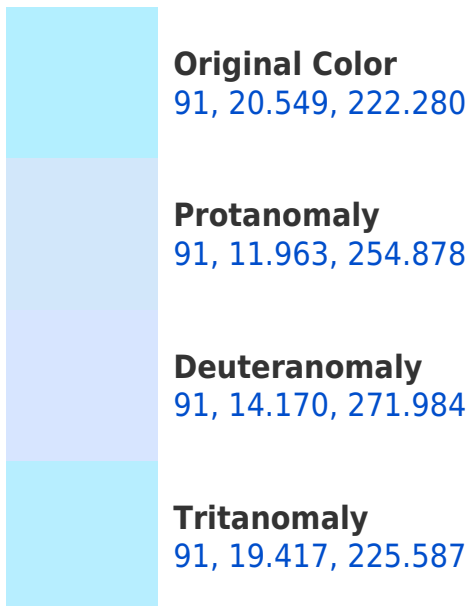 Original Color
91, 20.549, 222.280
Protanomaly
91, 11.963, 254.878
Deuteranomaly
91, 14.170, 271.984
Tritanomaly
91, 19.417, 225.587